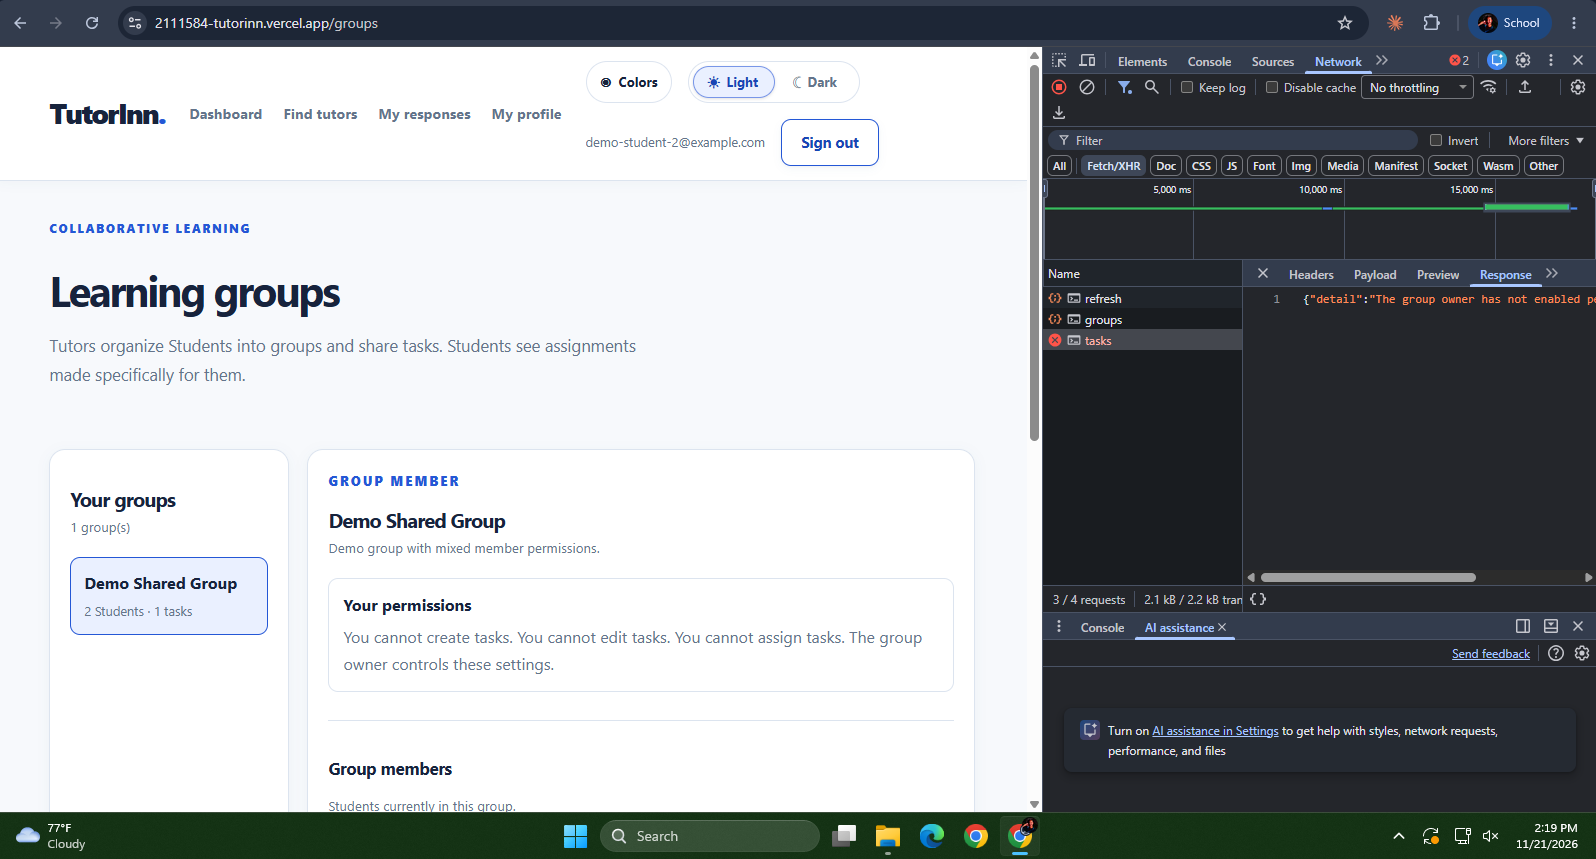 2111584-tutorinn.vercel.app/groups
School
TutorInn.
Dashboard
Find tutors
My responses
My profile
Colors
Light
Dark
demo-student-2@example.com
Sign out
COLLABORATIVE LEARNING
Learning groups
Tutors organize Students into groups and share tasks. Students see assignments
made specifically for them.
Your groups
1 group(s)
Demo Shared Group
2 Students · 1 tasks
GROUP MEMBER
Demo Shared Group
Demo group with mixed member permissions.
Your permissions
You cannot create tasks. You cannot edit tasks. You cannot assign tasks. The group
owner controls these settings.
Group members
Students currently in this group.
Elements
Console
Sources
Network
2
Keep log
Disable cache
No throttling
Filter
Invert
More filters
All
Fetch/XHR
Doc
CSS
JS
Font
Img
Media
Manifest
Socket
Wasm
Other
5,000 ms
10,000 ms
15,000 ms
Name
Headers
Payload
Preview
Response
refresh
groups
tasks
1 {"detail":"The group owner has not enabled pe
3 / 4 requests
2.1 kB / 2.2 kB tran
Console
AI assistance
Send feedback
Turn on AI assistance in Settings to get help with styles, network requests,
performance, and files
77°F
Cloudy
Search
2:19 PM
11/21/2026